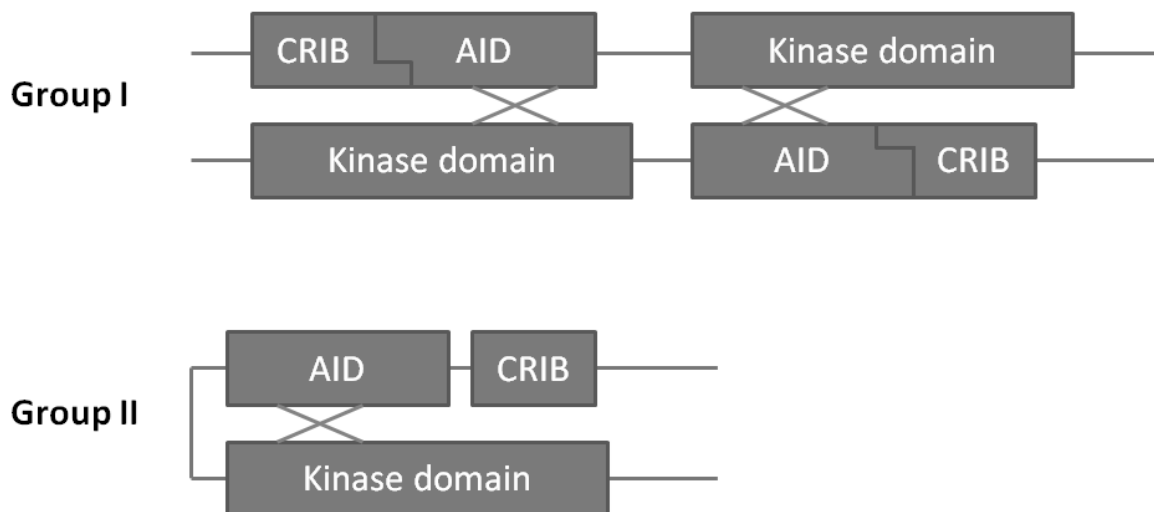 CRIB AID Kinase domain
Group I
Kinase domain AID CRIB
AID CRIB
Group II
Kinase domain